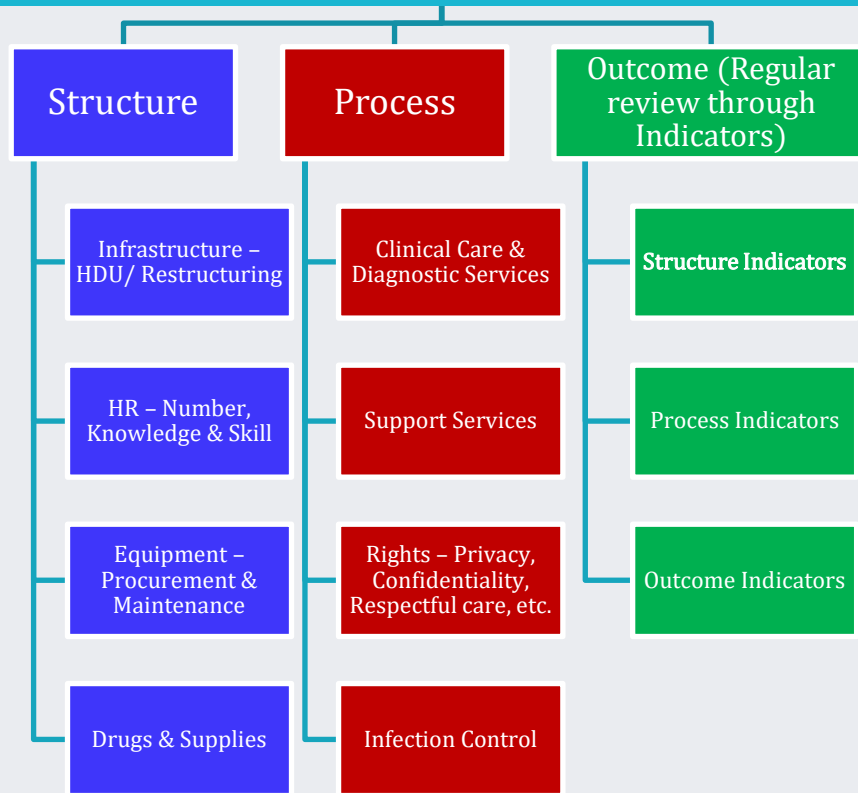 Structure
Infrastructure –
HDU/ Restructuring
HR – Number,
Knowledge & Skill
Equipment –
Procurement &
Maintenance
Drugs & Supplies
Process
Clinical Care &
Diagnostic Services
Support Services
Rights – Privacy,
Confidentiality,
Respectful care, etc.
Infection Control
Outcome (Regular
review through
Indicators)
Structure Indicators
Process Indicators
Outcome Indicators